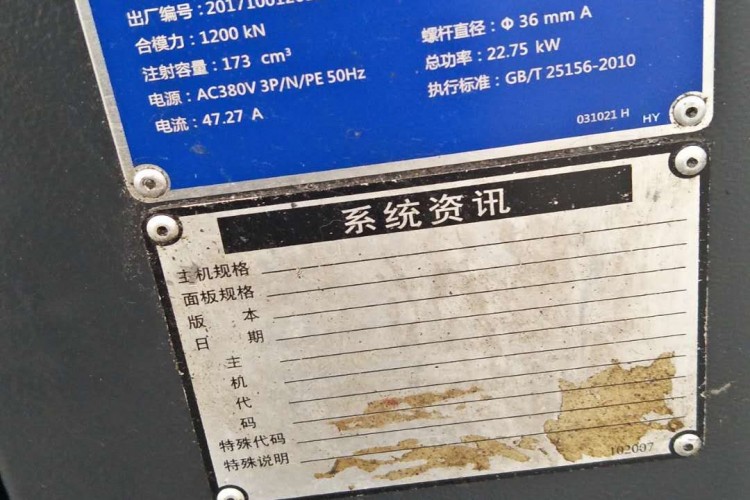 出厂编号：
合模力：1200 kN
注射容量：173 cm³
电源：AC380V 3P/N/PE 50Hz
电流：47.27 A
螺杆直径：Φ 36 mm A
总功率：22.75 kW
执行标准：GB/T 25156-2010
031021 H HY
系统资讯
主机规格
面板规格
版本
日期
主
机
代
码
特殊代码
特殊说明
102007